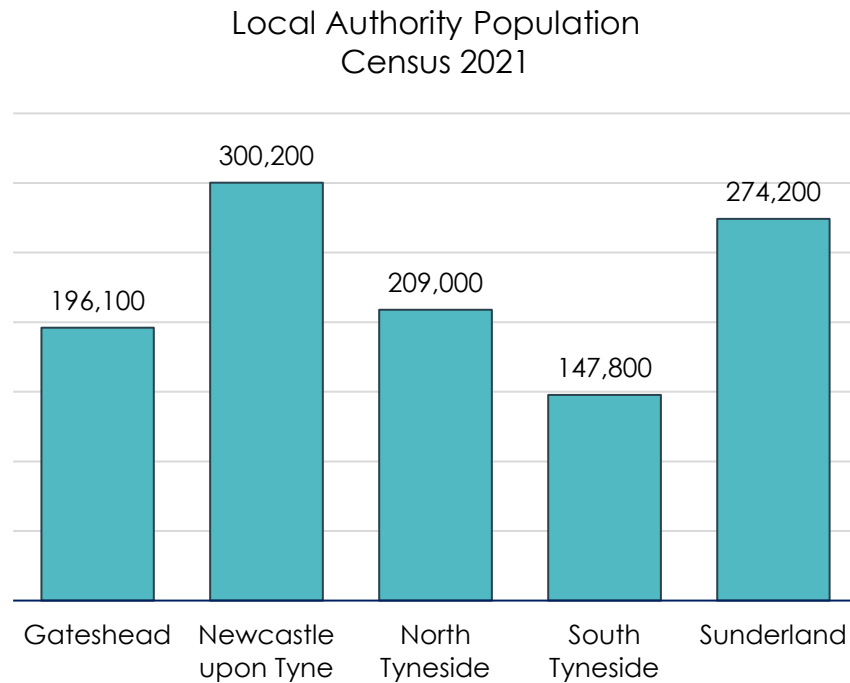 Local Authority Population
Census 2021
300,200
274,200
209,000
196,100
147,800
Gateshead
Newcastle
upon Tyne
North
Tyneside
South
Tyneside
Sunderland